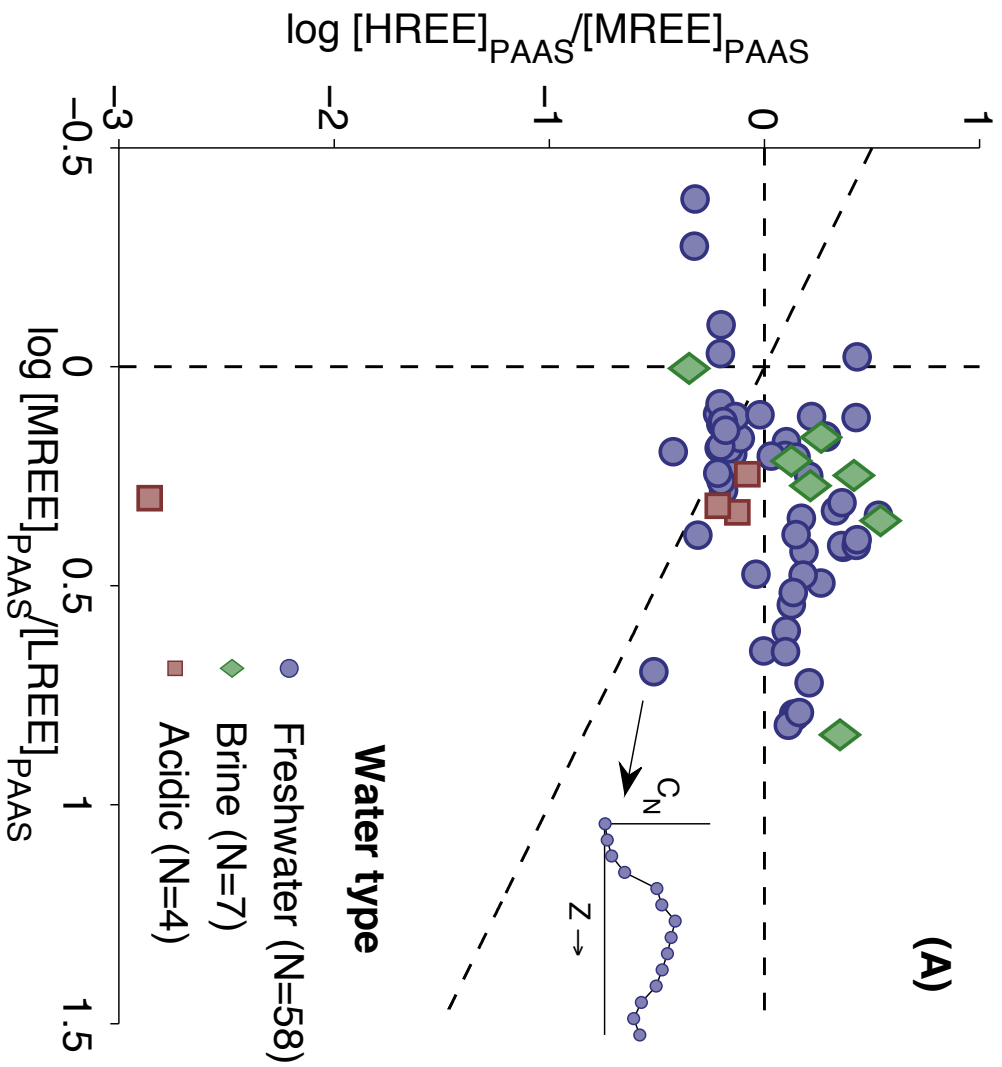 (A)
log [HREE]PAAS/[MREE]PAAS
1
0
−1
−2
−3
−0.5
0
0.5
1
1.5
log [MREE]PAAS/[LREE]PAAS
CN
Z →
Water type
Freshwater (N=58)
Brine (N=7)
Acidic (N=4)